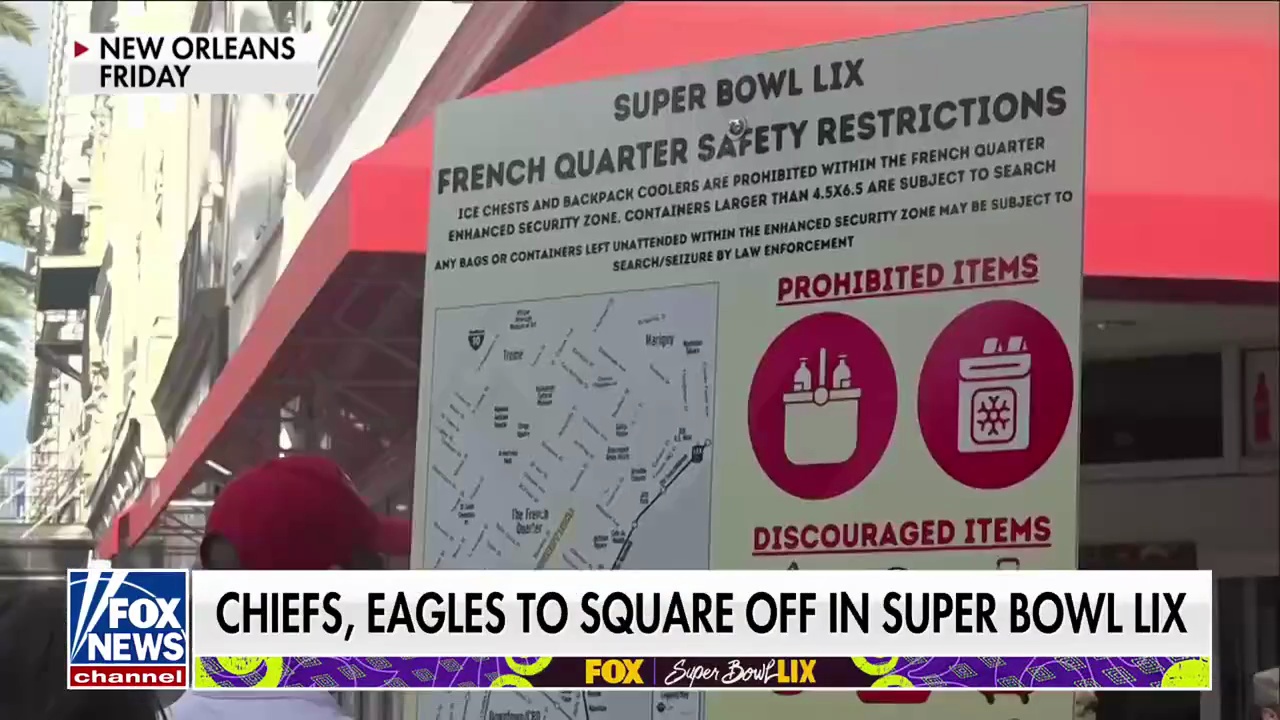 NEW ORLEANS
FRIDAY
SUPER BOWL LIX
FRENCH QUARTER SAFETY RESTRICTIONS
ICE CHESTS AND BACKPACK COOLERS ARE PROHIBITED WITHIN THE FRENCH QUARTER
ENHANCED SECURITY ZONE. CONTAINERS LARGER THAN 4.5X6.5 ARE SUBJECT TO SEARCH
ANY BAGS OR CONTAINERS LEFT UNATTENDED WITHIN THE ENHANCED SECURITY ZONE MAY BE SUBJECT TO
SEARCH/SEIZURE BY LAW ENFORCEMENT
PROHIBITED ITEMS
10
Treme
Marigny
The French
Quarter
DISCOURAGED ITEMS
FOX
NEWS
channel
CHIEFS, EAGLES TO SQUARE OFF IN SUPER BOWL LIX
FOX Super Bowl LIX